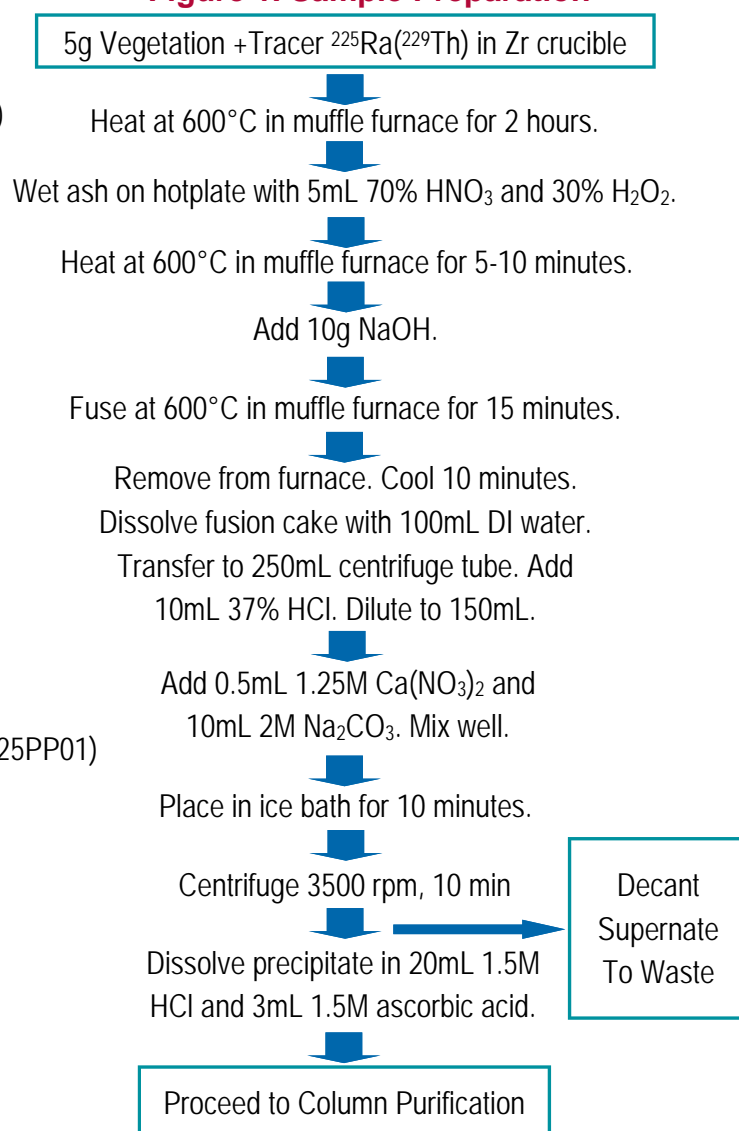 Figure 1. Sample Preparation
5g Vegetation +Tracer ²²⁵Ra(²²⁹Th) in Zr crucible
)
Heat at 600°C in muffle furnace for 2 hours.
Wet ash on hotplate with 5mL 70% HNO₃ and 30% H₂O₂.
Heat at 600°C in muffle furnace for 5-10 minutes.
Add 10g NaOH.
Fuse at 600°C in muffle furnace for 15 minutes.
Remove from furnace. Cool 10 minutes.
Dissolve fusion cake with 100mL DI water.
Transfer to 250mL centrifuge tube. Add
10mL 37% HCl. Dilute to 150mL.
Add 0.5mL 1.25M Ca(NO₃)₂ and
10mL 2M Na₂CO₃. Mix well.
25PP01)
Place in ice bath for 10 minutes.
Centrifuge 3500 rpm, 10 min
Decant
Supernate
To Waste
Dissolve precipitate in 20mL 1.5M
HCl and 3mL 1.5M ascorbic acid.
Proceed to Column Purification